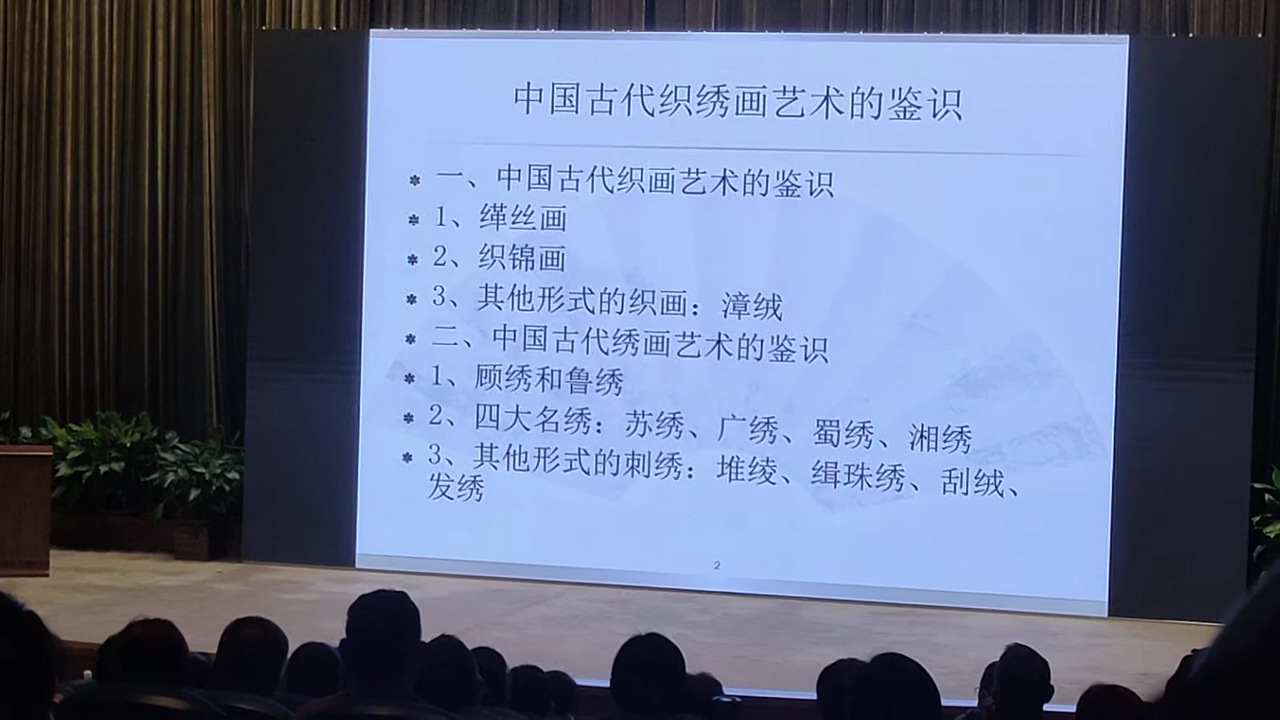 中国古代织绣画艺术的鉴识
一、中国古代织画艺术的鉴识
1、缂丝画
2、织锦画
3、其他形式的织画：漳绒
二、中国古代绣画艺术的鉴识
1、顾绣和鲁绣
2、四大名绣：苏绣、广绣、蜀绣、湘绣
3、其他形式的刺绣：堆绫、缉珠绣、刮绒、
发绣
2